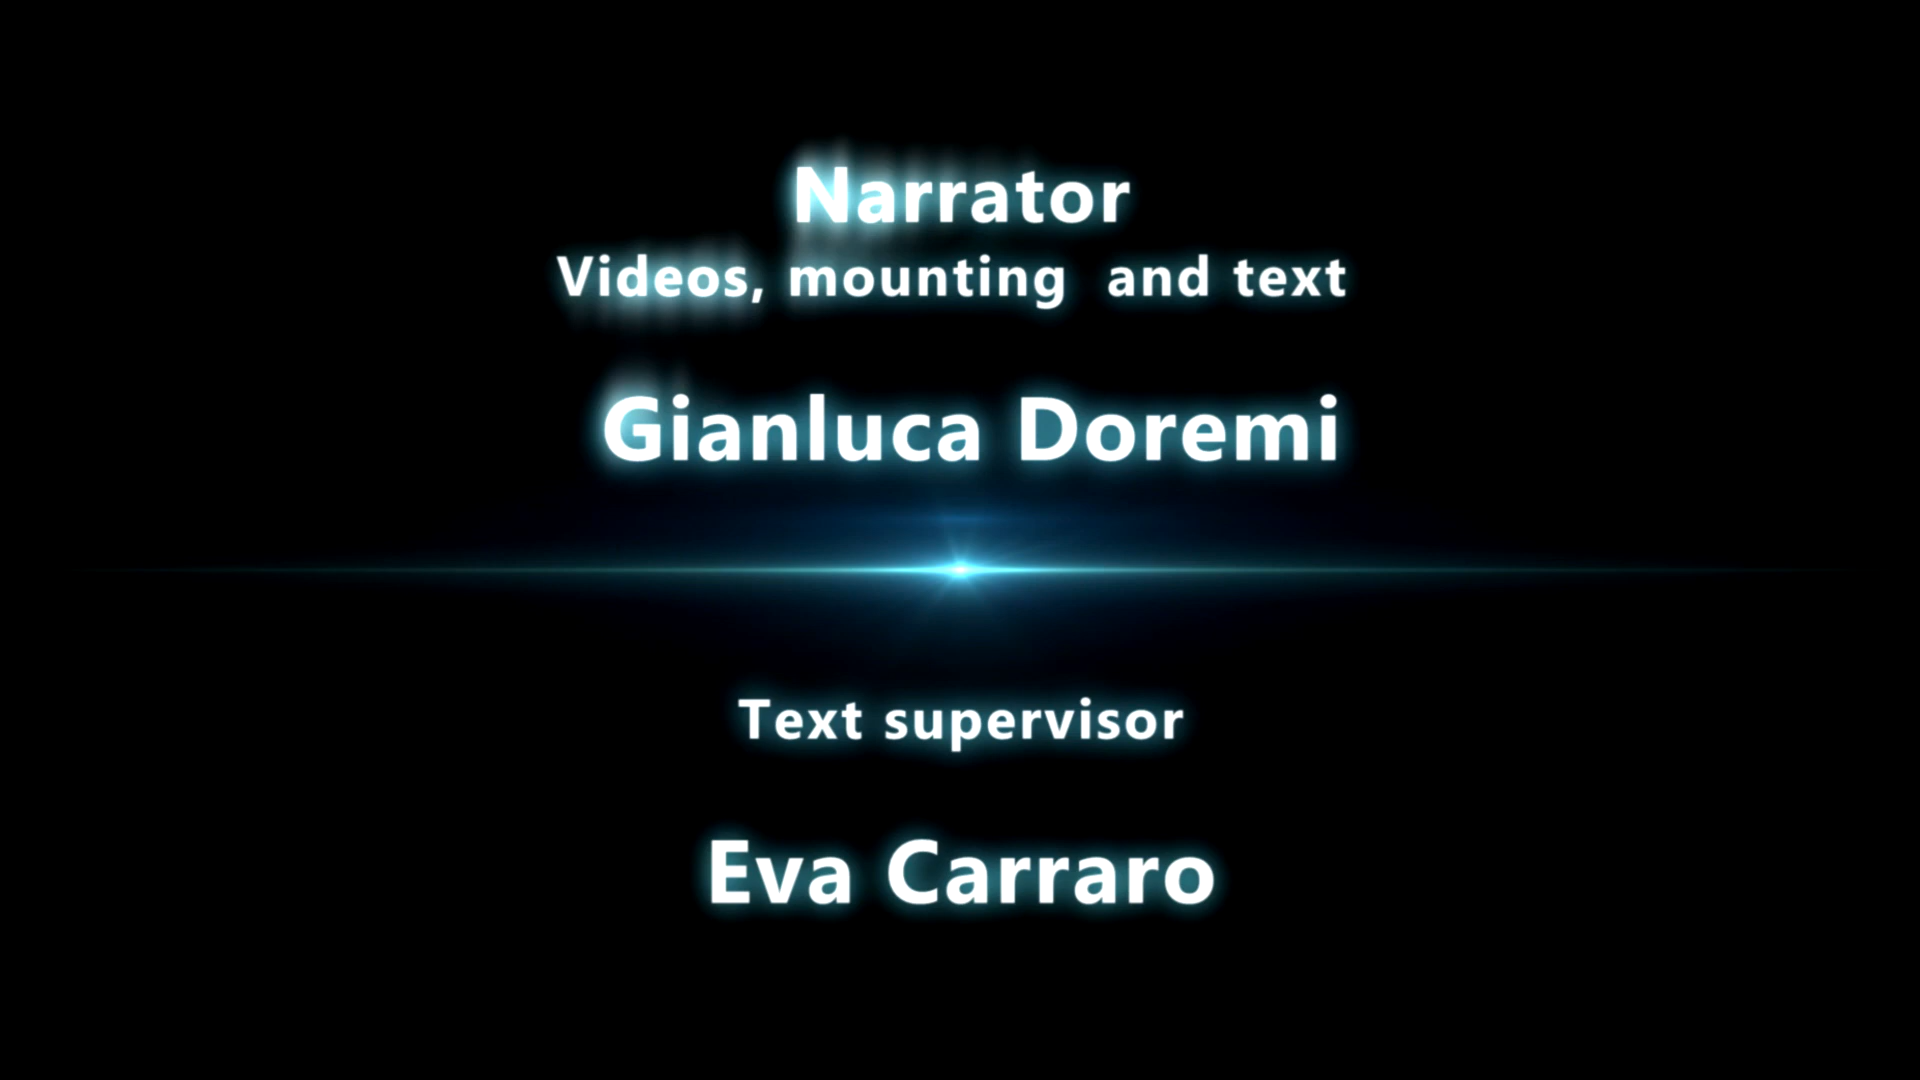 Narrator
Videos, mounting  and text
Gianluca Doremi
Text supervisor
Eva Carraro